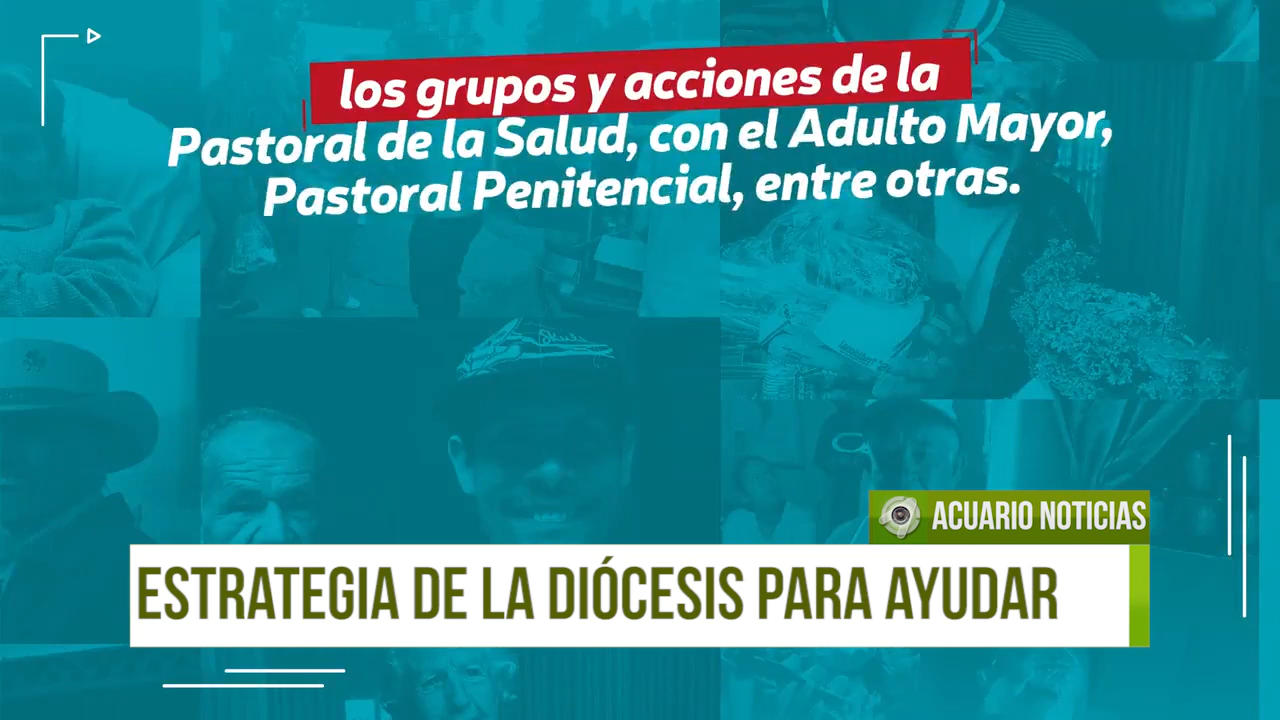 los grupos y acciones de la
Pastoral de la Salud, con el Adulto Mayor,
Pastoral Penitencial, entre otras.
ACUARIO NOTICIAS
ESTRATEGIA DE LA DIÓCESIS PARA AYUDAR